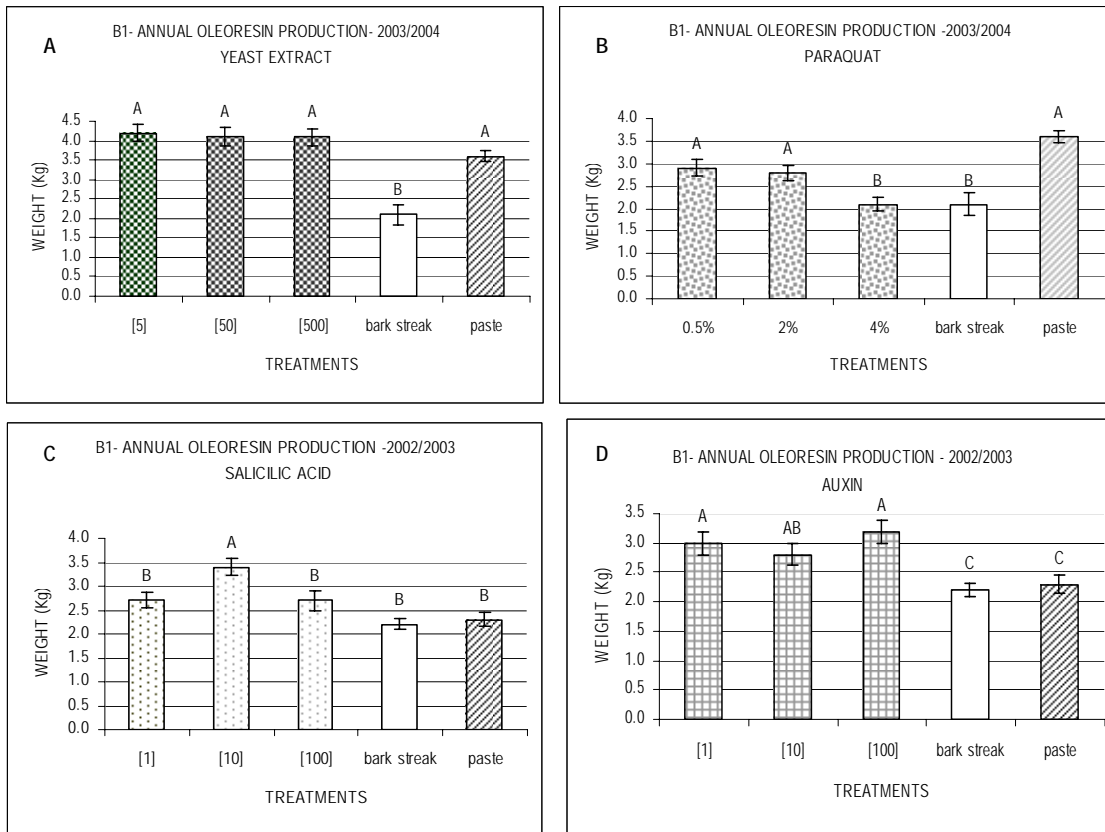 A
B1- ANNUAL OLEORESIN PRODUCTION- 2003/2004
YEAST EXTRACT
WEIGHT (Kg)
4.5
4.0
3.5
3.0
2.5
2.0
1.5
1.0
0.5
0.0
A
A
A
B
A
[5] [50] [500] bark streak paste
TREATMENTS
B
B1- ANNUAL OLEORESIN PRODUCTION -2003/2004
PARAQUAT
WEIGHT (Kg)
4.0
3.5
3.0
2.5
2.0
1.5
1.0
0.5
0.0
A
A
B
B
A
0.5% 2% 4% bark streak paste
TREATMENTS
C
B1- ANNUAL OLEORESIN PRODUCTION -2002/2003
SALICILIC ACID
WEIGHT (Kg)
4.0
3.5
3.0
2.5
2.0
1.5
1.0
0.5
0.0
B
A
B
B
B
[1] [10] [100] bark streak paste
TREATMENTS
D
B1- ANNUAL OLEORESIN PRODUCTION - 2002/2003
AUXIN
WEIGHT (Kg)
3.5
3.0
2.5
2.0
1.5
1.0
0.5
0.0
A
AB
A
C
C
[1] [10] [100] bark streak paste
TREATMENTS